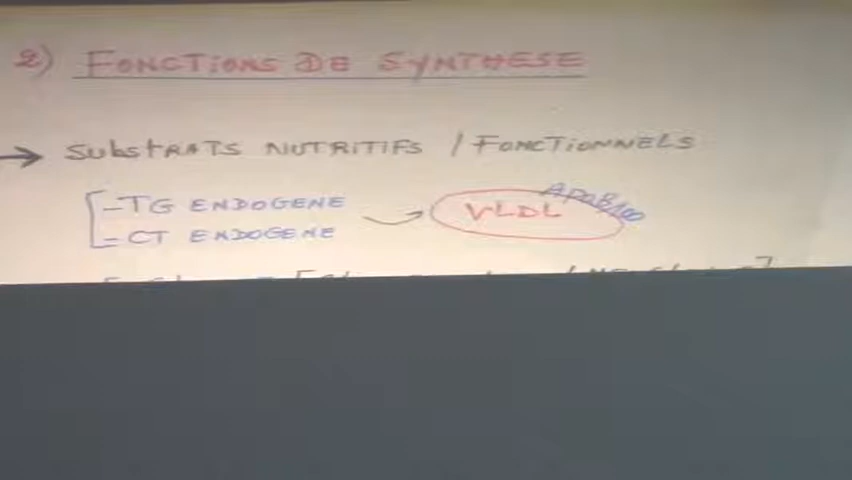 2) FONCTIONS DE SYNTHESE
→ SUBSTRATS NUTRITIFS / FONCTIONNELS
- TG ENDOGENE
- CT ENDOGENE
VLDL
APOB100